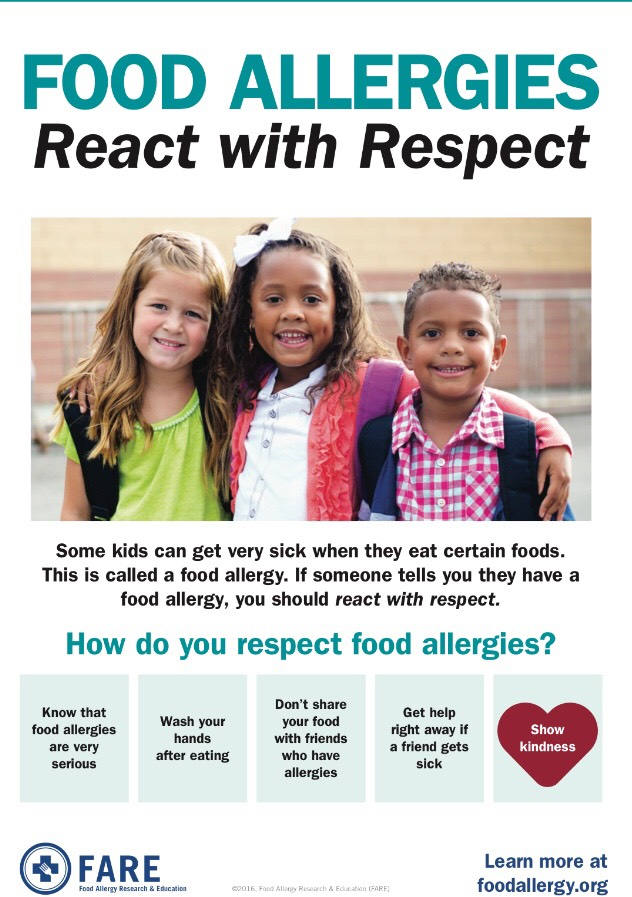 FOOD ALLERGIES
React with Respect
Some kids can get very sick when they eat certain foods.
This is called a food allergy. If someone tells you they have a
food allergy, you should react with respect.
How do you respect food allergies?
Know that
food allergies
are very
serious
Wash your
hands
after eating
Don’t share
your food
with friends
who have
allergies
Get help
right away if
a friend gets
sick
Show
kindness
FARE
Food Allergy Research & Education
©2016, Food Allergy Research & Education (FARE)
Learn more at
foodallergy.org